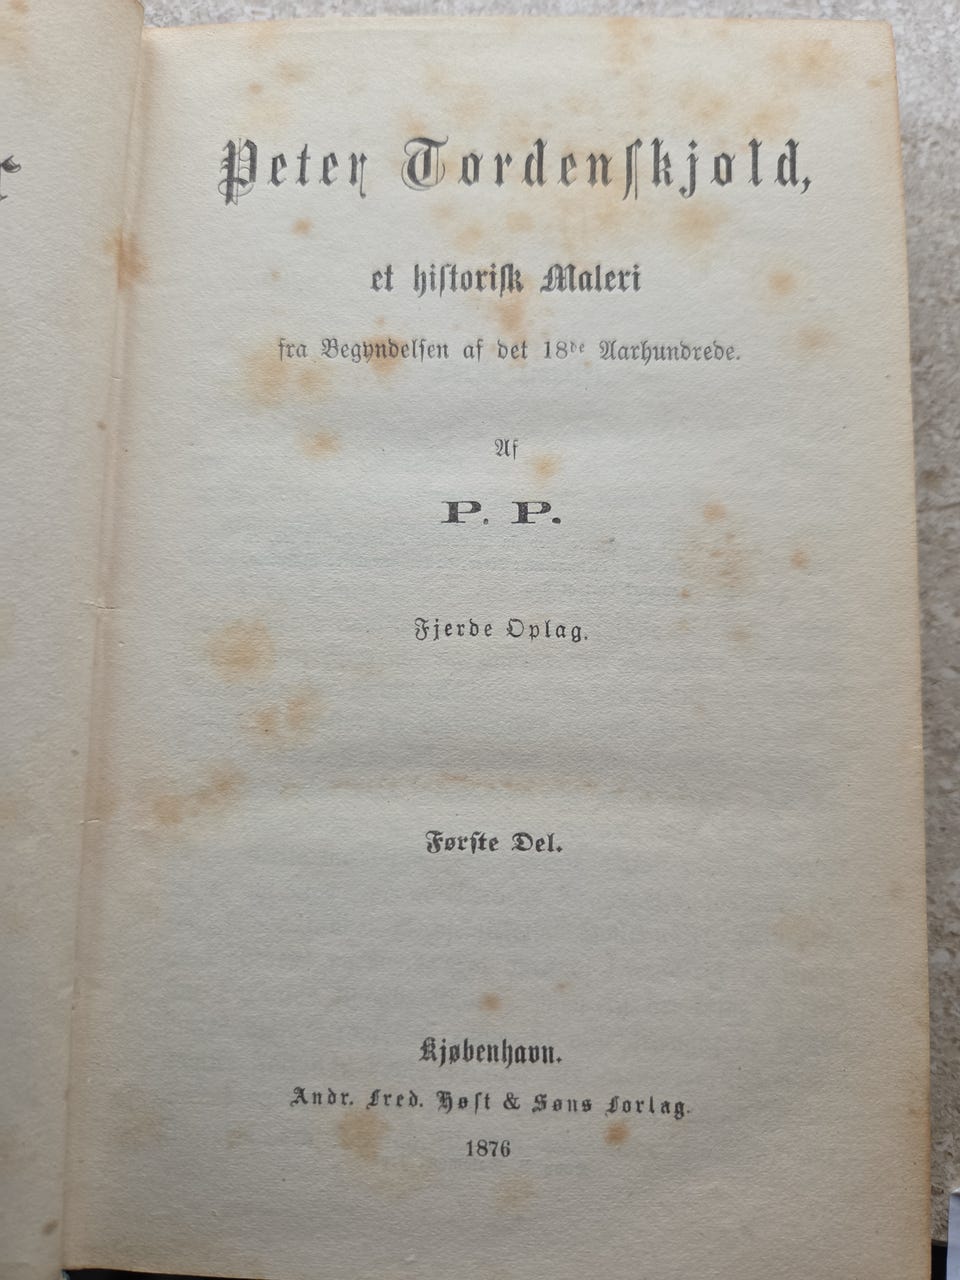 Peter Tordenskjold,
et historisk Maleri
fra Begyndelsen af det 18de Aarhundrede.
Af
P. P.
Fjerde Oplag.
Første Del.
Kjøbenhavn.
Andr. Fred. Høst & Søns Forlag.
1876